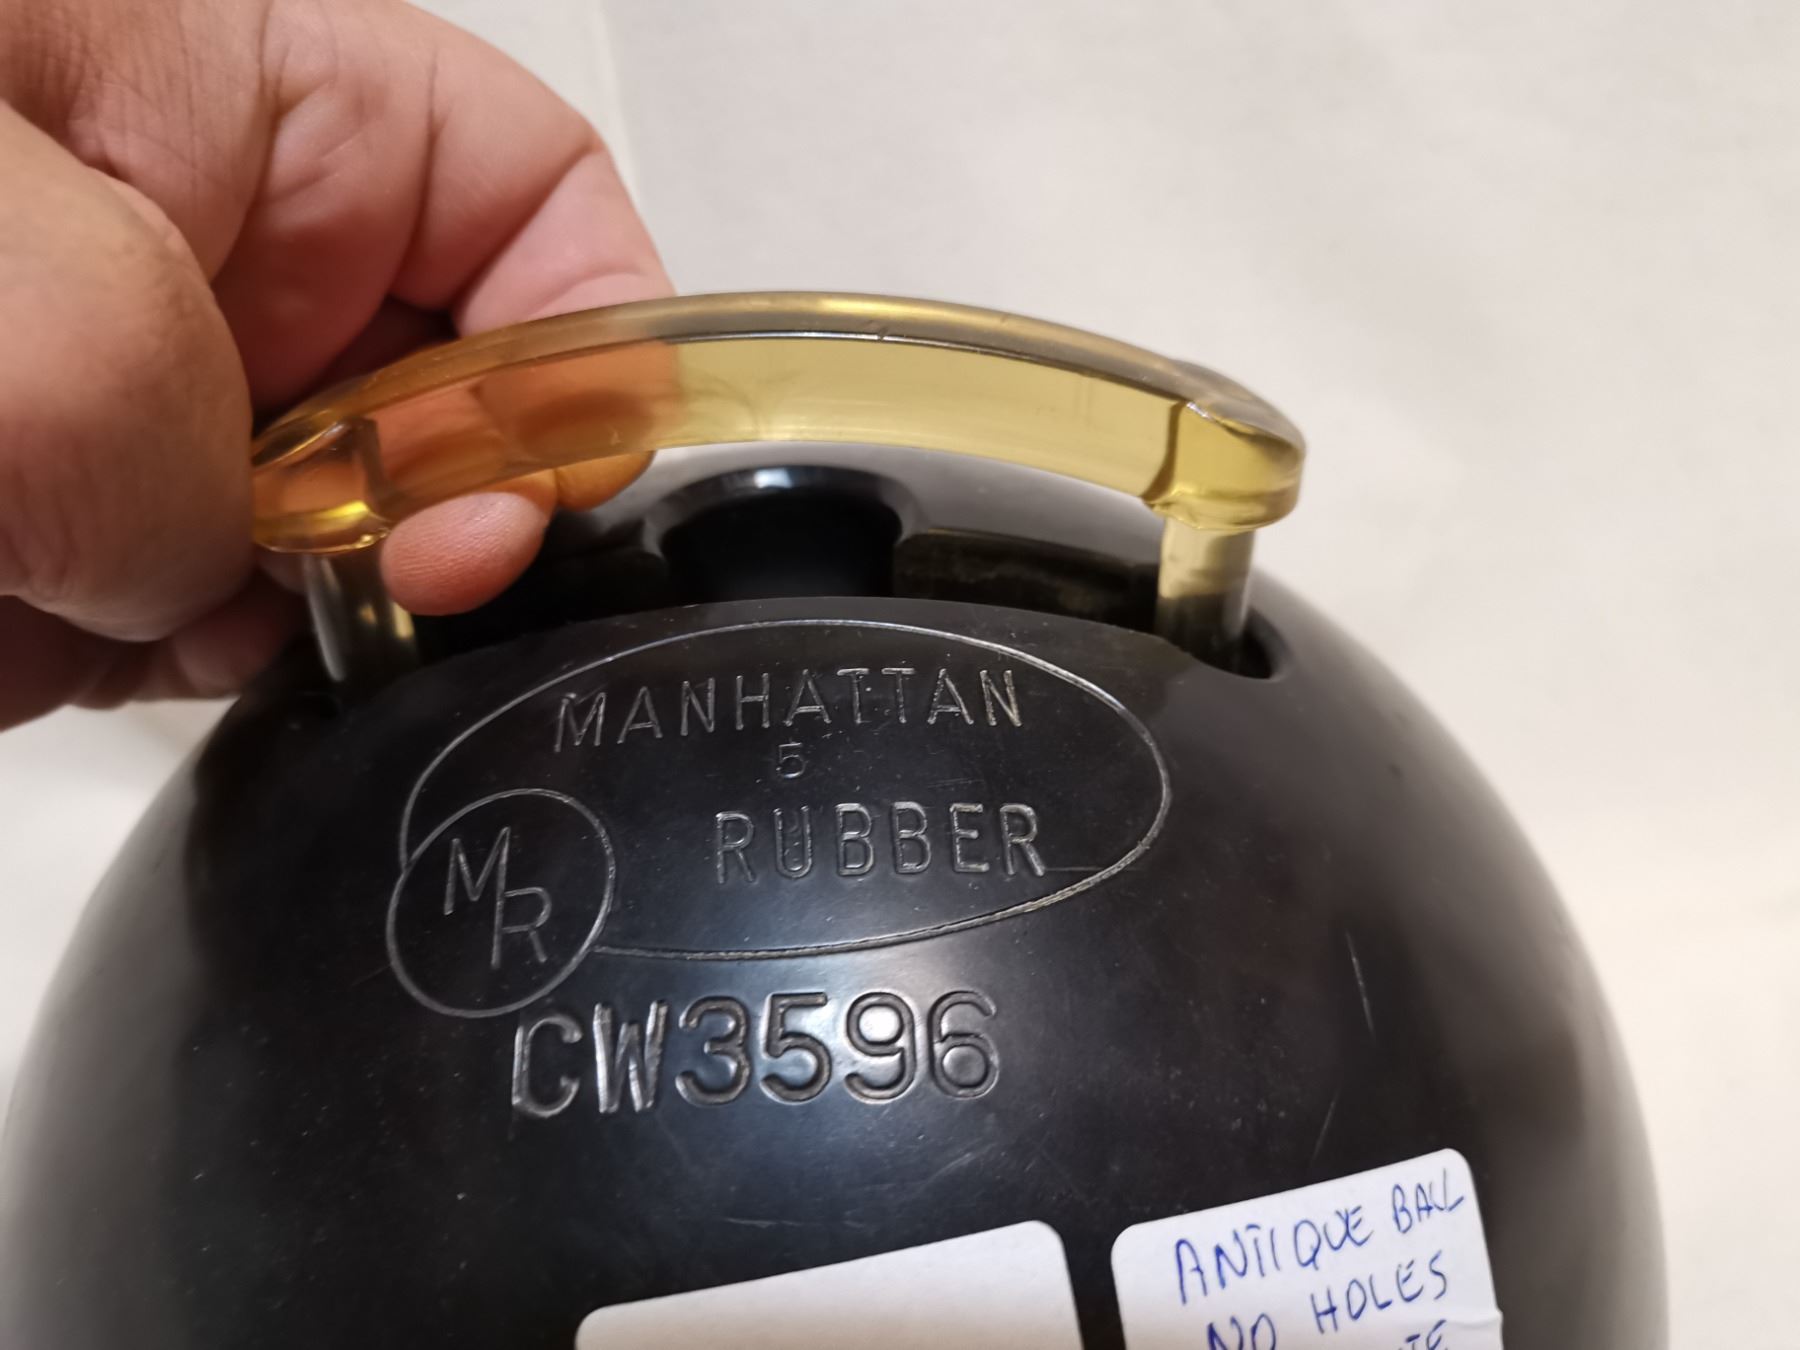 MANHATTAN
5
RUBBER
MR
CW3596
ANTIQUE BALL
NO HOLES